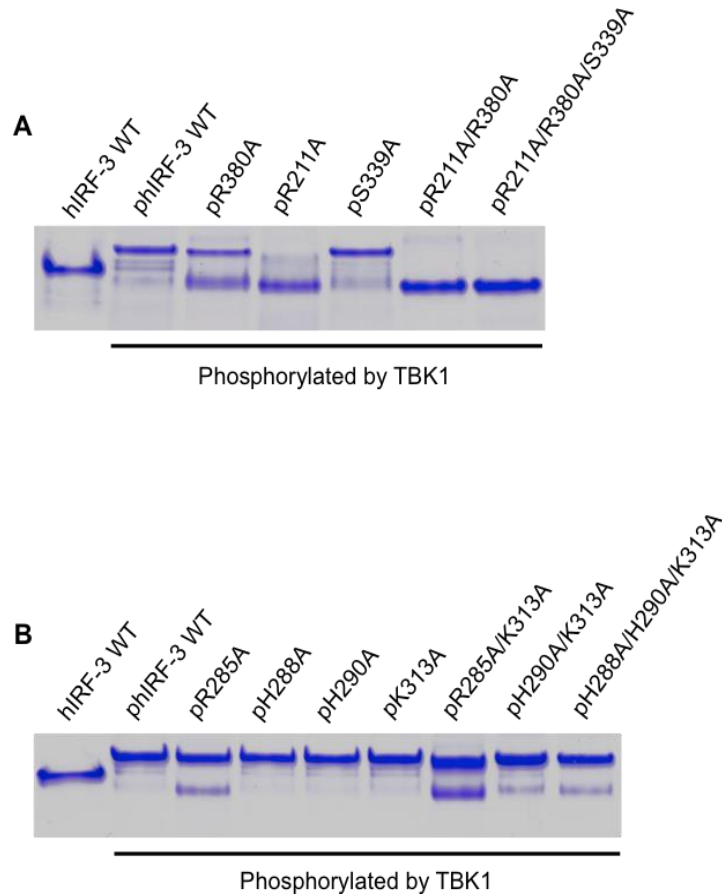 A
hIRF-3 WT
phIRF-3 WT
pR380A
pR211A
pS339A
pR211A/R380A
pR211A/R380A/S339A
Phosphorylated by TBK1
B
hIRF-3 WT
phIRF-3 WT
pR285A
pH288A
pH290A
pK313A
pR285A/K313A
pH290A/K313A
pH288A/H290A/K313A
Phosphorylated by TBK1